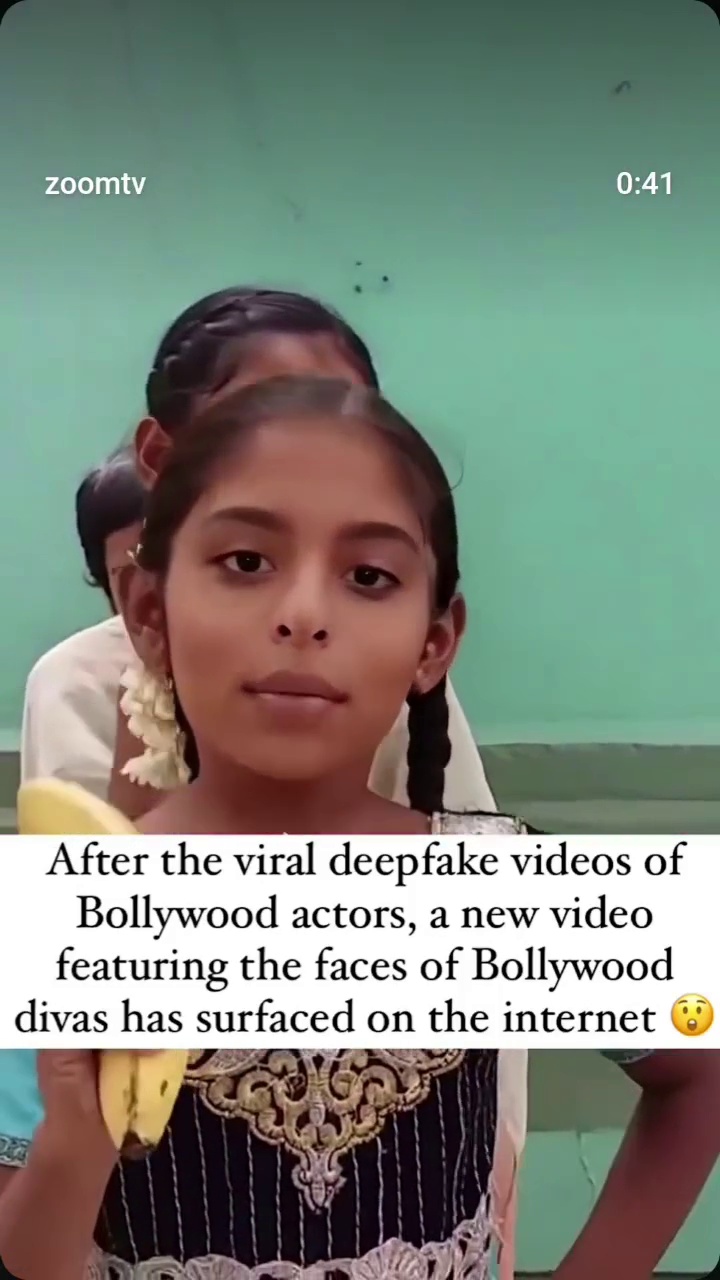 zoomtv
0:41
After the viral deepfake videos of
Bollywood actors, a new video
featuring the faces of Bollywood
divas has surfaced on the internet 😲